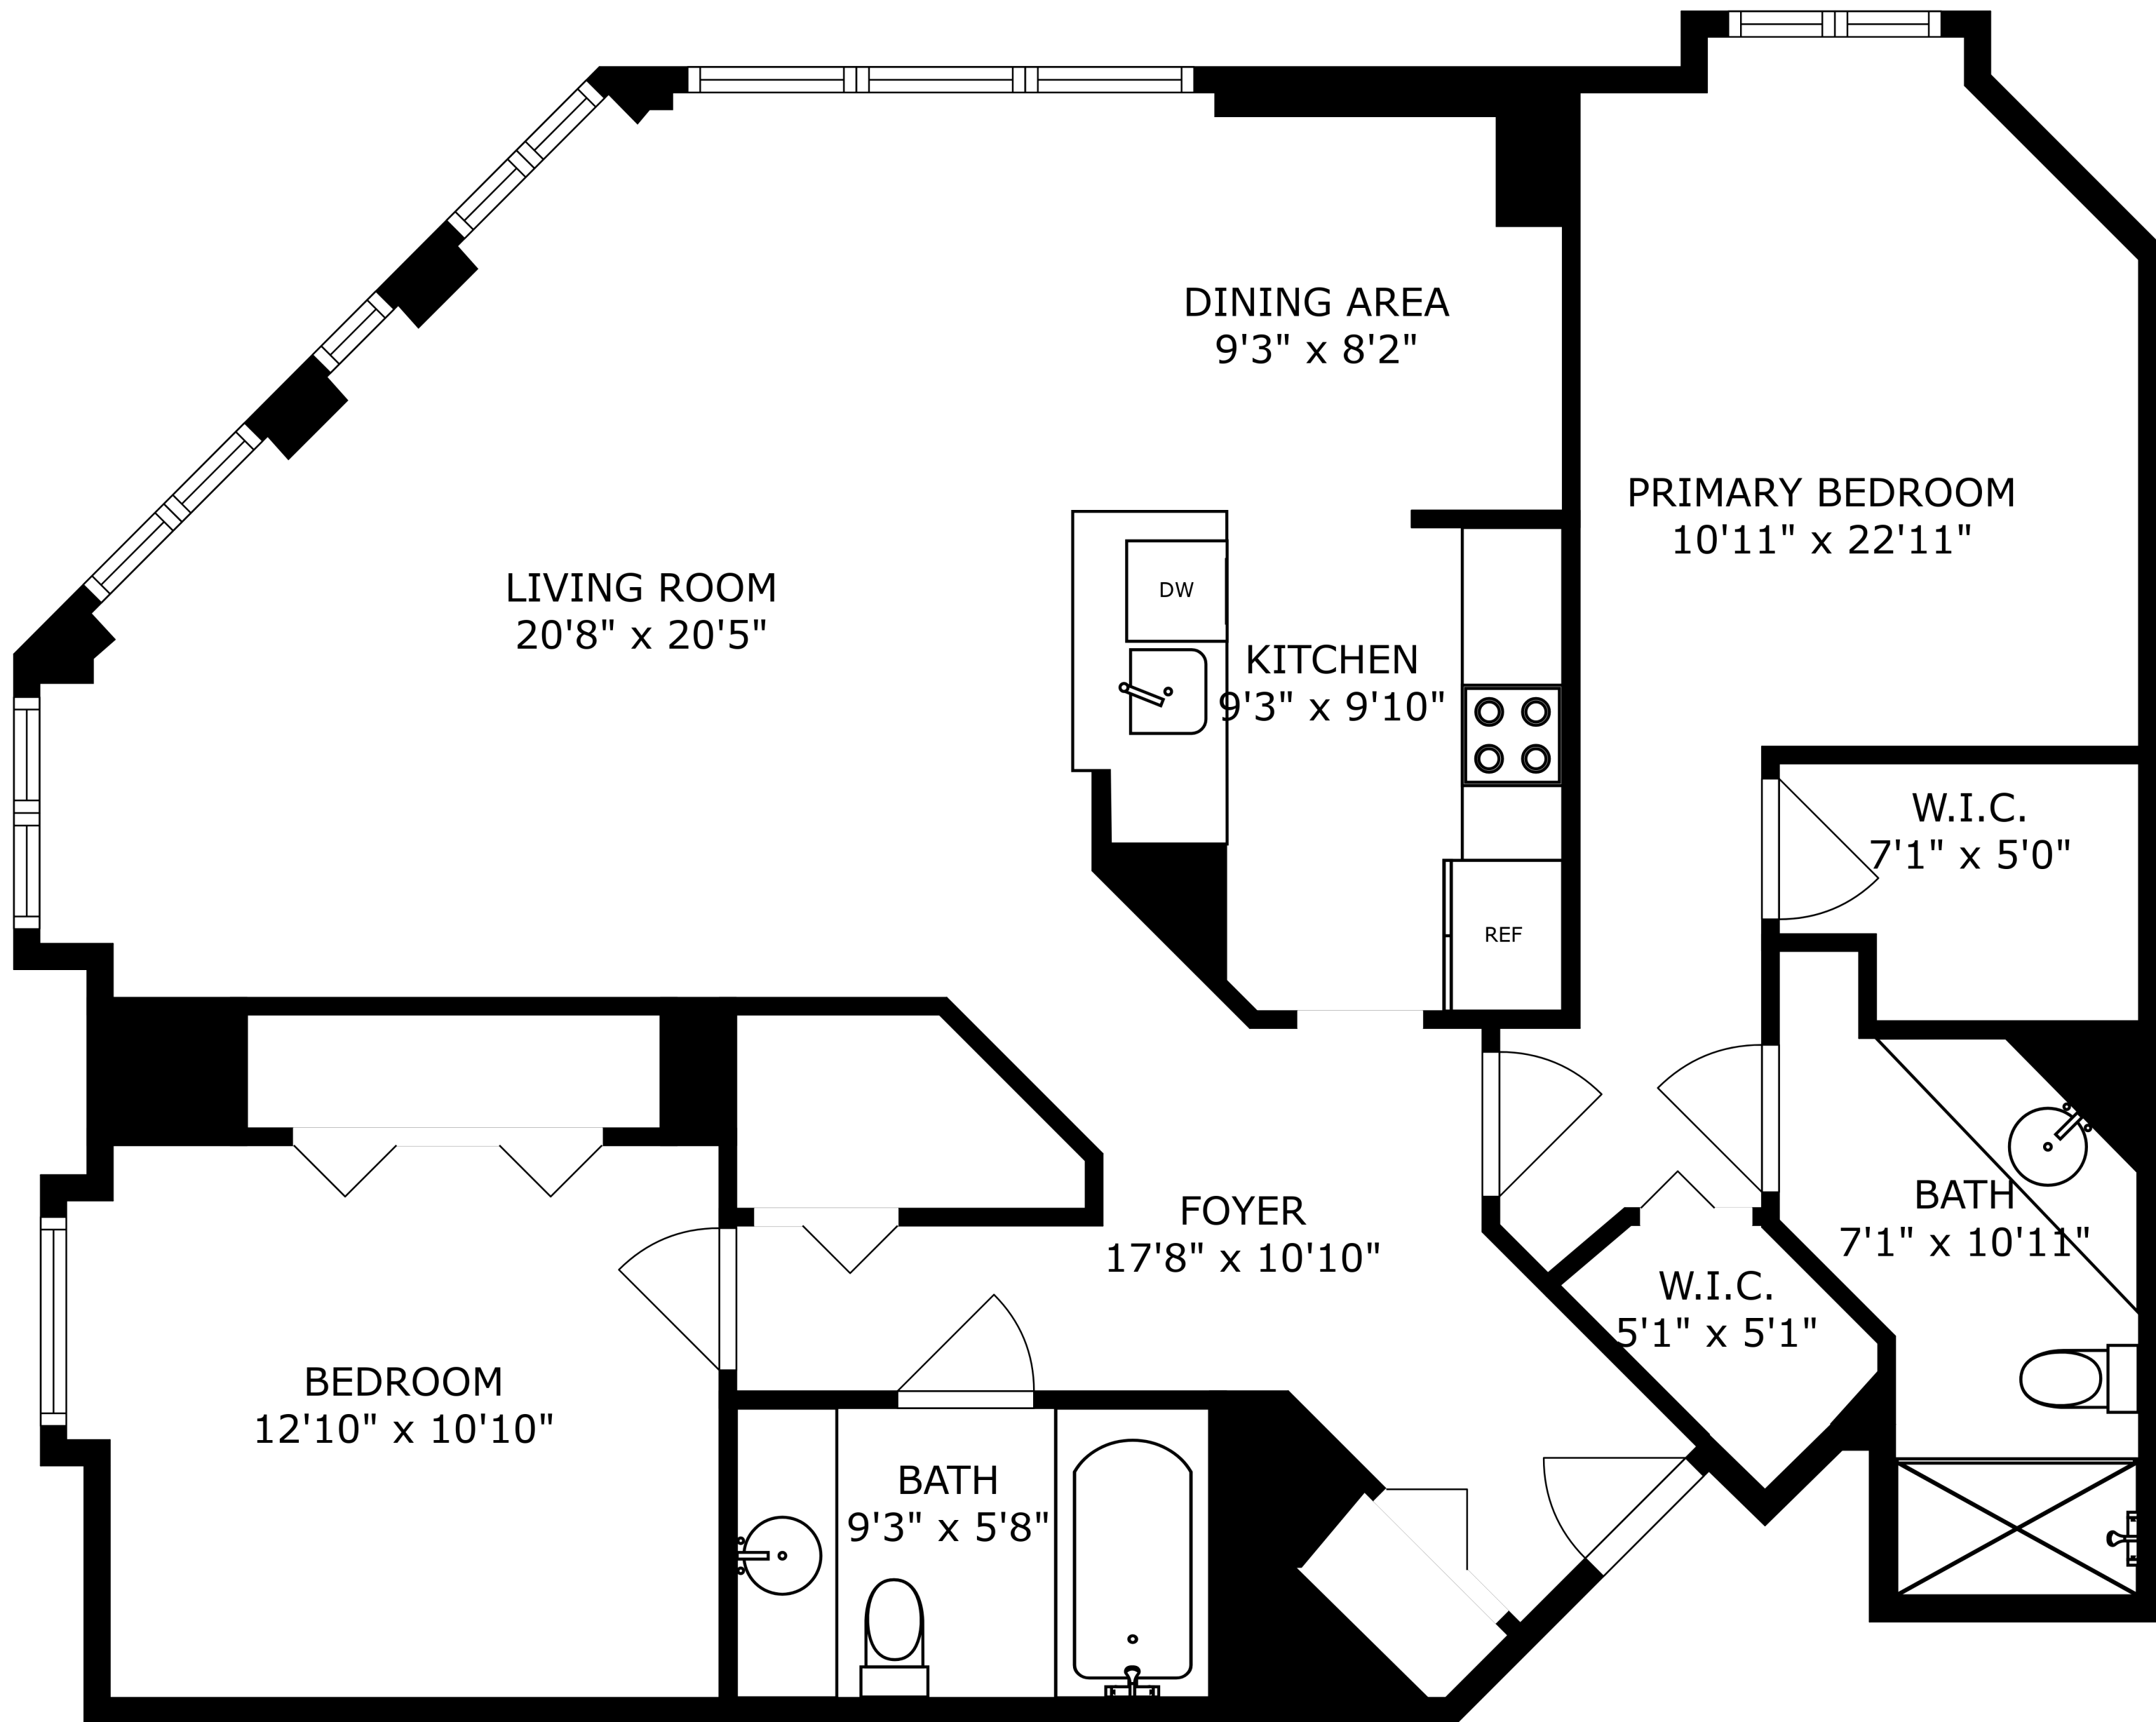 DINING AREA
9'3" x 8'2"
PRIMARY BEDROOM
10'11" x 22'11"
LIVING ROOM
20'8" x 20'5"
DW
KITCHEN
9'3" x 9'10"
W.I.C.
7'1" x 5'0"
REF
BATH
7'1" x 10'11"
FOYER
17'8" x 10'10"
W.I.C.
5'1" x 5'1"
BEDROOM
12'10" x 10'10"
BATH
9'3" x 5'8"